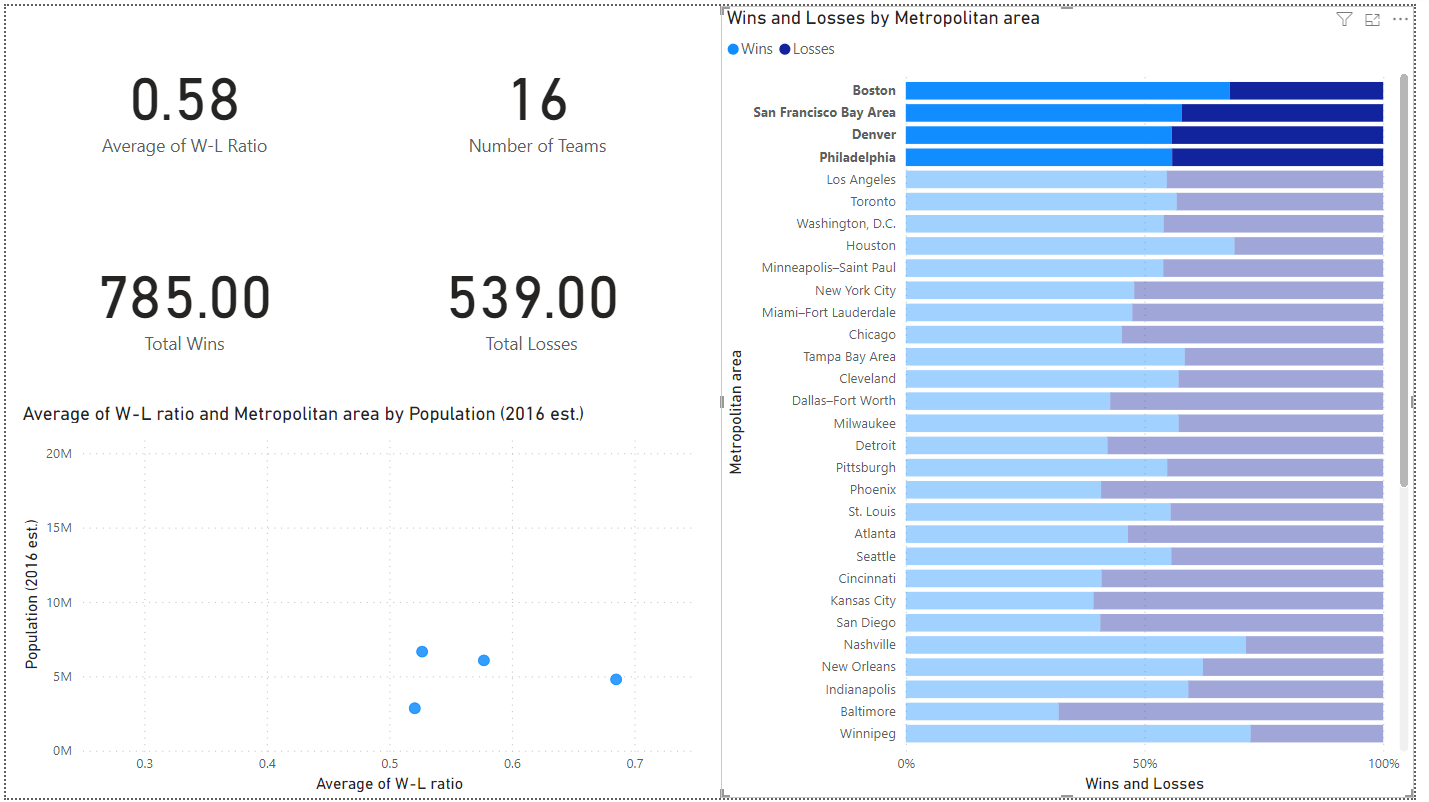 0.58
Average of W-L Ratio
16
Number of Teams
785.00
Total Wins
539.00
Total Losses
Average of W-L ratio and Metropolitan area by Population (2016 est.)
Population (2016 est.)
20M
15M
10M
5M
0M
0.3
0.4
0.5
0.6
0.7
Average of W-L ratio
Wins and Losses by Metropolitan area
Wins
Losses
Metropolitan area
Boston
San Francisco Bay Area
Denver
Philadelphia
Los Angeles
Toronto
Washington, D.C.
Houston
Minneapolis–Saint Paul
New York City
Miami–Fort Lauderdale
Chicago
Tampa Bay Area
Cleveland
Dallas–Fort Worth
Milwaukee
Detroit
Pittsburgh
Phoenix
St. Louis
Atlanta
Seattle
Cincinnati
Kansas City
San Diego
Nashville
New Orleans
Indianapolis
Baltimore
Winnipeg
0%
50%
100%
Wins and Losses